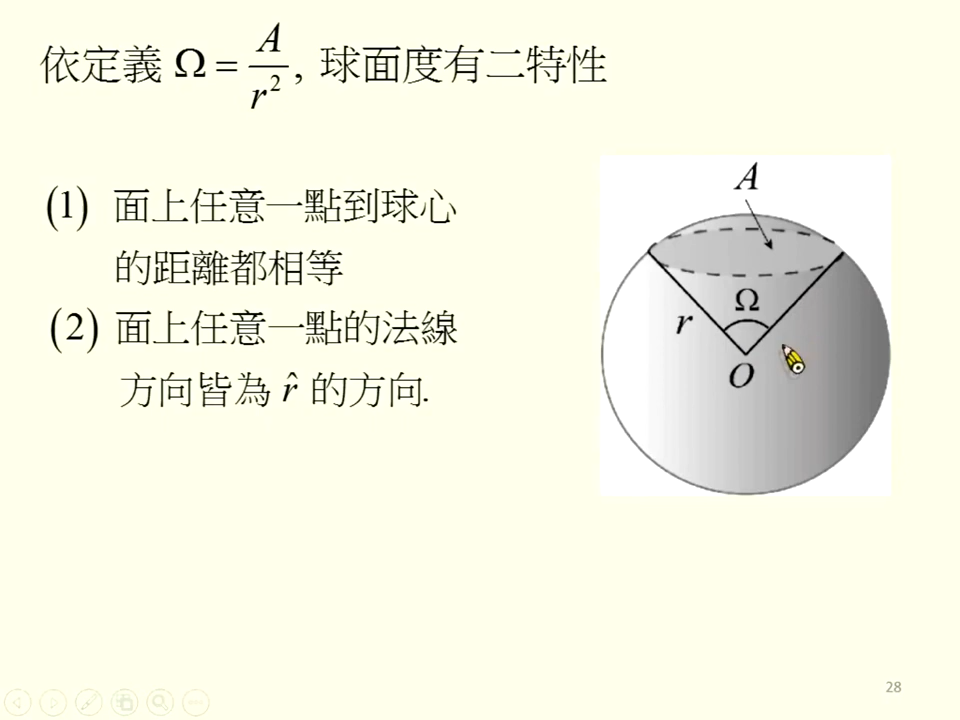 依定義 Ω = A/r², 球面度有二特性
(1) 面上任意一點到球心
的距離都相等
(2) 面上任意一點的法線
方向皆為 r̂ 的方向.
A
Ω
r
O
28